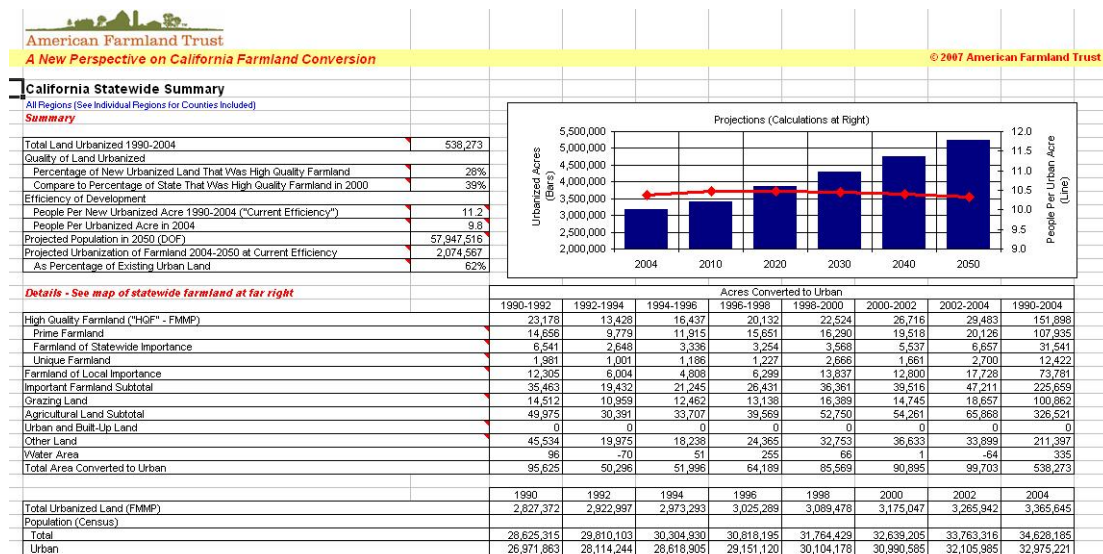 American Farmland Trust
A New Perspective on California Farmland Conversion © 2007 American Farmland Trust
California Statewide Summary
All Regions (See Individual Regions for Counties Included)
Summary
Total Land Urbanized 1990-2004 538,273
Quality of Land Urbanized
Percentage of New Urbanized Land That Was High Quality Farmland 28%
Compare to Percentage of State That Was High Quality Farmland in 2000 39%
Efficiency of Development
People Per New Urbanized Acre 1990-2004 ("Current Efficiency") 11.2
People Per Urbanized Acre in 2004 9.8
Projected Population in 2050 (DOF) 57,947,516
Projected Urbanization of Farmland 2004-2050 at Current Efficiency 2,074,567
As Percentage of Existing Urban Land 62%
Projections (Calculations at Right)
Urbanized Acres
(Bars)
5,500,000
5,000,000
4,500,000
4,000,000
3,500,000
3,000,000
2,500,000
2,000,000
12.0
11.5
11.0
10.5
10.0
9.5
9.0
People Per Urban Acre
(Line)
2004 2010 2020 2030 2040 2050
Details - See map of statewide farmland at far right Acres Converted to Urban
1990-1992 1992-1994 1994-1996 1996-1998 1998-2000 2000-2002 2002-2004 1990-2004
High Quality Farmland ("HQF" - FMMP) 23,178 13,428 16,437 20,132 22,524 26,716 29,483 151,898
Prime Farmland 14,656 9,779 11,915 15,651 16,290 19,518 20,126 107,935
Farmland of Statewide Importance 6,541 2,648 3,336 3,254 3,568 5,537 6,657 31,541
Unique Farmland 1,981 1,001 1,186 1,227 2,666 1,661 2,700 12,422
Farmland of Local Importance 12,305 6,004 4,808 6,299 13,837 12,800 17,728 73,781
Important Farmland Subtotal 35,463 19,432 21,245 26,431 36,361 39,516 47,211 225,659
Grazing Land 14,512 10,959 12,462 13,138 16,389 14,745 18,657 100,862
Agricultural Land Subtotal 49,975 30,391 33,707 39,569 52,750 54,261 65,868 326,521
Urban and Built-Up Land 0 0 0 0 0 0 0 0
Other Land 45,534 19,975 18,238 24,365 32,753 36,633 33,899 211,397
Water Area 96 -70 51 255 66 1 -64 335
Total Area Converted to Urban 95,625 50,296 51,996 64,189 85,569 90,895 99,703 538,273
1990 1992 1994 1996 1998 2000 2002 2004
Total Urbanized Land (FMMP) 2,827,372 2,922,997 2,973,293 3,025,289 3,089,478 3,175,047 3,265,942 3,365,645
Population (Census)
Total 28,625,315 29,810,103 30,304,930 30,818,195 31,764,429 32,639,205 32,763,316 34,628,185
Urban 26,971,863 28,114,244 28,618,905 29,151,120 30,104,178 30,990,585 32,105,985 32,975,221